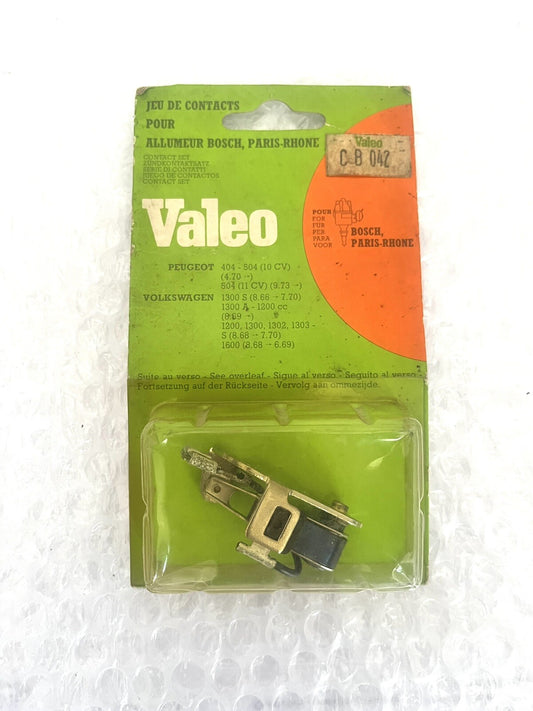 JEU DE CONTACTS
POUR
ALLUMEUR BOSCH, PARIS-RHONE
CONTACT SET
ZUNDKONTAKTSATZ
SERIE DI CONTATTI
JUEGO DE CONTACTOS
CONTACT SET
Valeo
C B 042
Valeo
POUR
FOR
FUR
PER
PARA
VOOR
BOSCH,
PARIS-RHONE
PEUGEOT 404 - 504 (10 CV)
(4.70 →)
504 (11 CV) (9.73 →)
VOLKSWAGEN 1300 S (8.66 → 7.70)
1300 A - 1200 cc
(8.69 →)
1200, 1300, 1302, 1303 -
S (8.68 → 7.70)
1600 (8.68 → 6.69)
Suite au verso - See overleaf - Sigue al verso - Seguito al verso
Fortsetzung auf der Rückseite - Vervolg aan ommezijde.